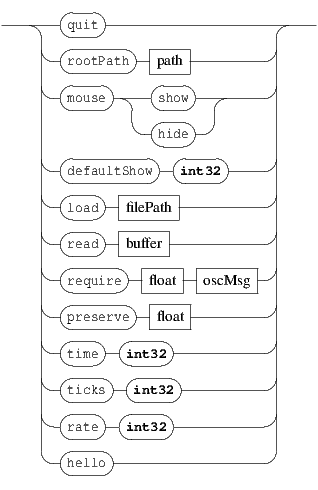 quit
rootPath path
mouse show
hide
defaultShow int32
load filePath
read buffer
require float oscMsg
preserve float
time int32
ticks int32
rate int32
hello